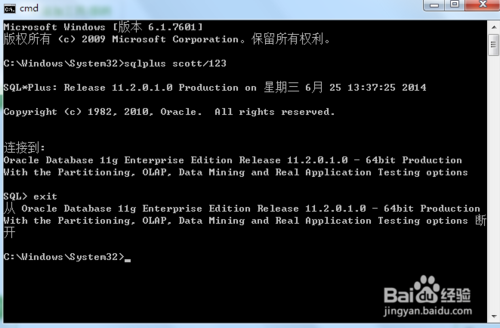 cmd
Microsoft Windows [版本 6.1.7601]
版权所有 (c) 2009 Microsoft Corporation。保留所有权利。
C:\Windows\System32>sqlplus scott/123
SQL*Plus: Release 11.2.0.1.0 Production on 星期三 6月 25 13:37:25 2014
Copyright (c) 1982, 2010, Oracle.  All rights reserved.
连接到:
Oracle Database 11g Enterprise Edition Release 11.2.0.1.0 - 64bit Production
With the Partitioning, OLAP, Data Mining and Real Application Testing options
SQL> exit
从 Oracle Database 11g Enterprise Edition Release 11.2.0.1.0 - 64bit Production
With the Partitioning, OLAP, Data Mining and Real Application Testing options 断
开
C:\Windows\System32>_
Baidu经验
jingyan.baidu.com